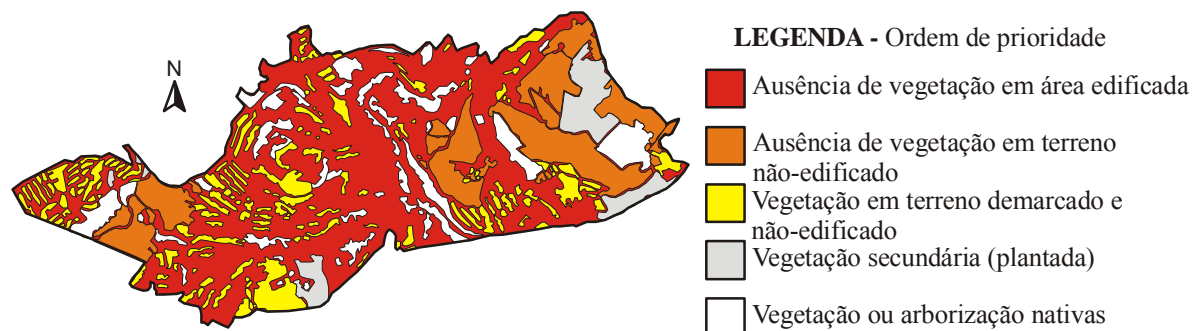 N
LEGENDA - Ordem de prioridade
Ausência de vegetação em área edificada
Ausência de vegetação em terreno
não-edificado
Vegetação em terreno demarcado e
não-edificado
Vegetação secundária (plantada)
Vegetação ou arborização nativas